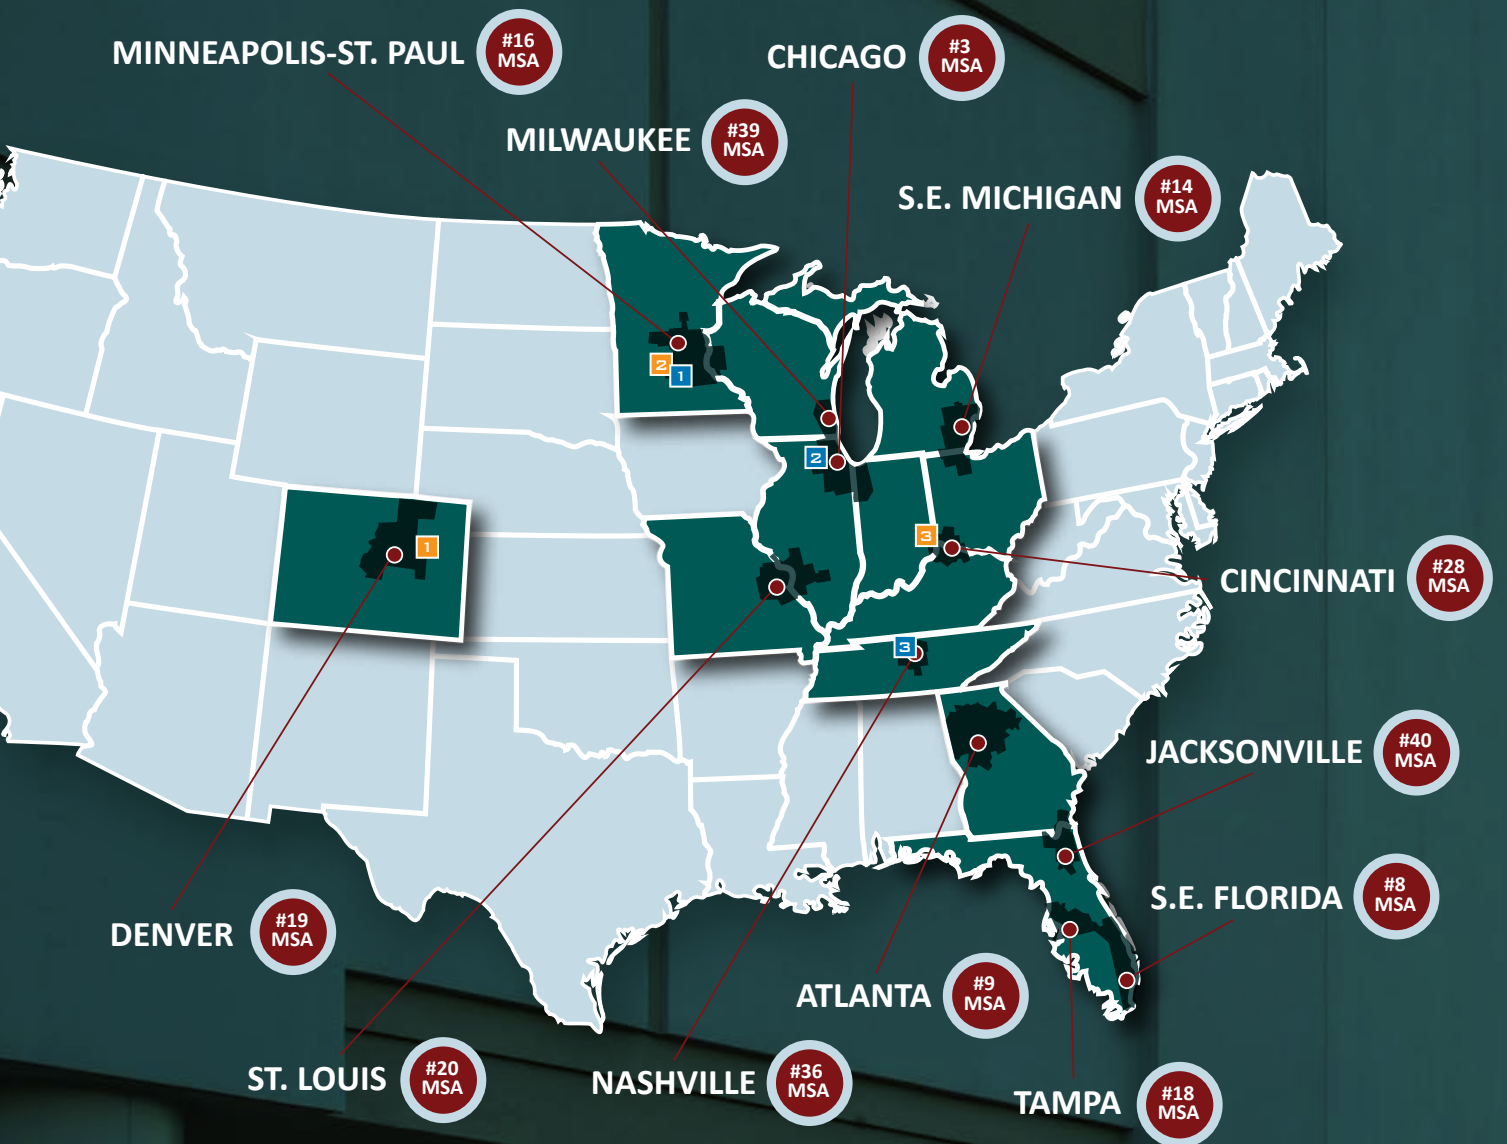 MINNEAPOLIS-ST. PAUL
#16
MSA
CHICAGO
#3
MSA
MILWAUKEE
#39
MSA
S.E. MICHIGAN
#14
MSA
2
1
2
1
3
CINCINNATI
#28
MSA
3
JACKSONVILLE
#40
MSA
S.E. FLORIDA
#8
MSA
DENVER
#19
MSA
ATLANTA
#9
MSA
ST. LOUIS
#20
MSA
NASHVILLE
#36
MSA
TAMPA
#18
MSA